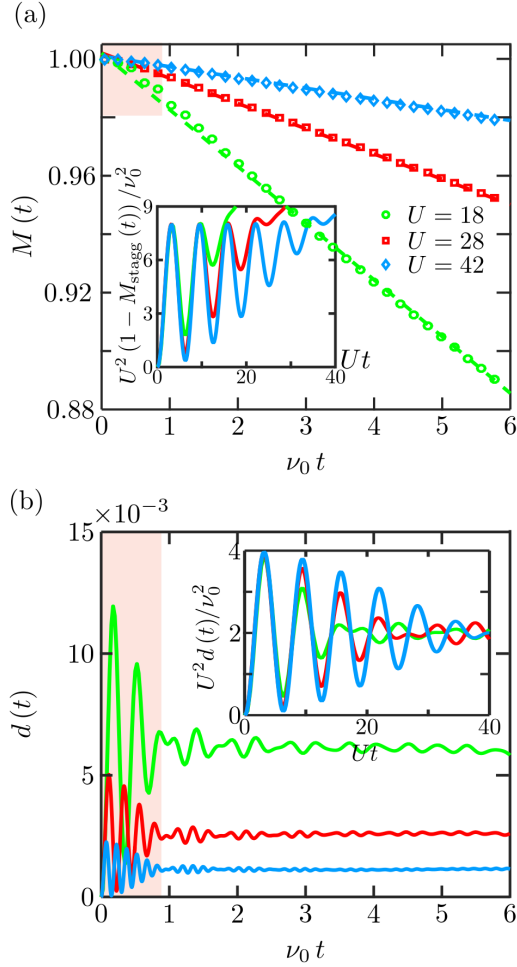 (a)
1.00
0.96
0.92
0.88
M (t)
U = 18
U = 28
U = 42
9
6
3
0
U² (1 − M_stagg (t)) /ν₀²
0 20 40
Ut
0 1 2 3 4 5 6
ν₀ t
(b)
×10⁻³
15
10
5
0
d (t)
4
2
0
U²d (t)/ν₀²
0 20 40
Ut
0 1 2 3 4 5 6
ν₀ t